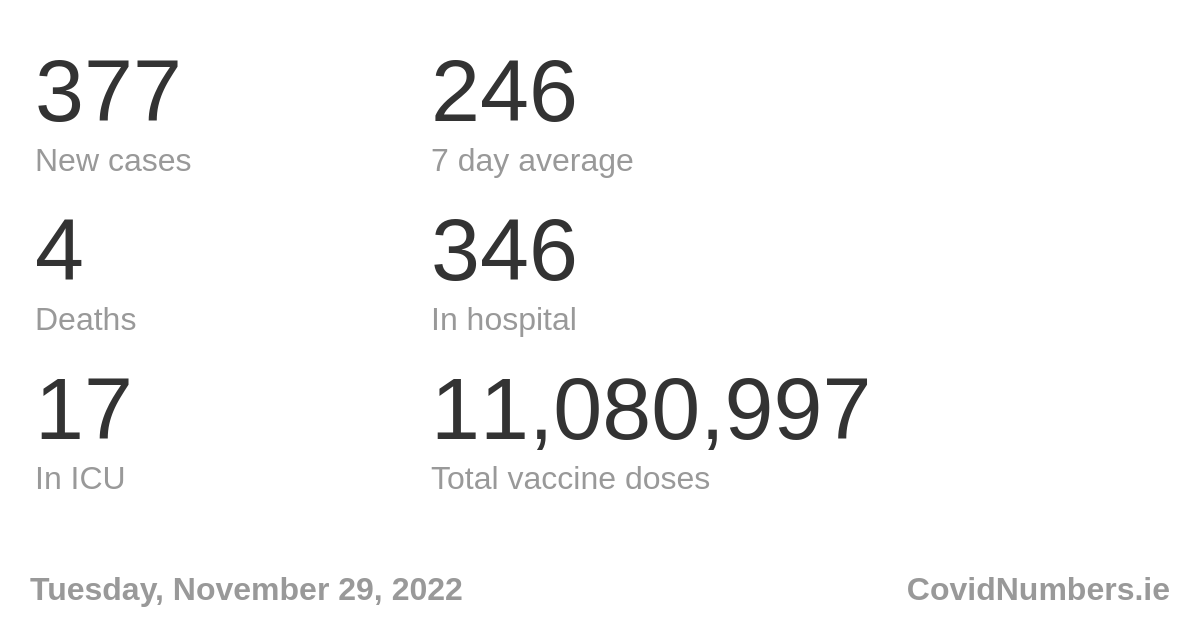 377
New cases
246
7 day average
4
Deaths
346
In hospital
17
In ICU
11,080,997
Total vaccine doses
Tuesday, November 29, 2022
CovidNumbers.ie